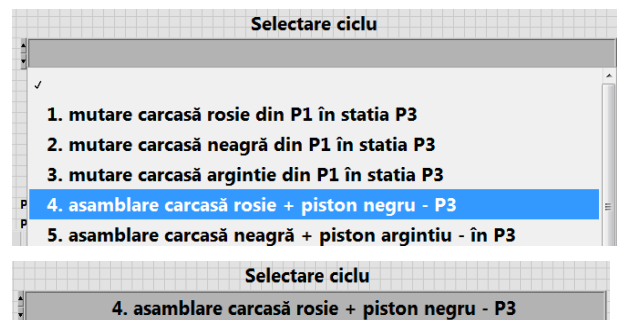 Selectare ciclu
✓
1. mutare carcasă rosie din P1 în statia P3
2. mutare carcasă neagră din P1 în statia P3
3. mutare carcasă argintie din P1 în statia P3
P
4. asamblare carcasă rosie + piston negru - P3
P
5. asamblare carcasă neagră + piston argintiu - în P3
Selectare ciclu
4. asamblare carcasă rosie + piston negru - P3